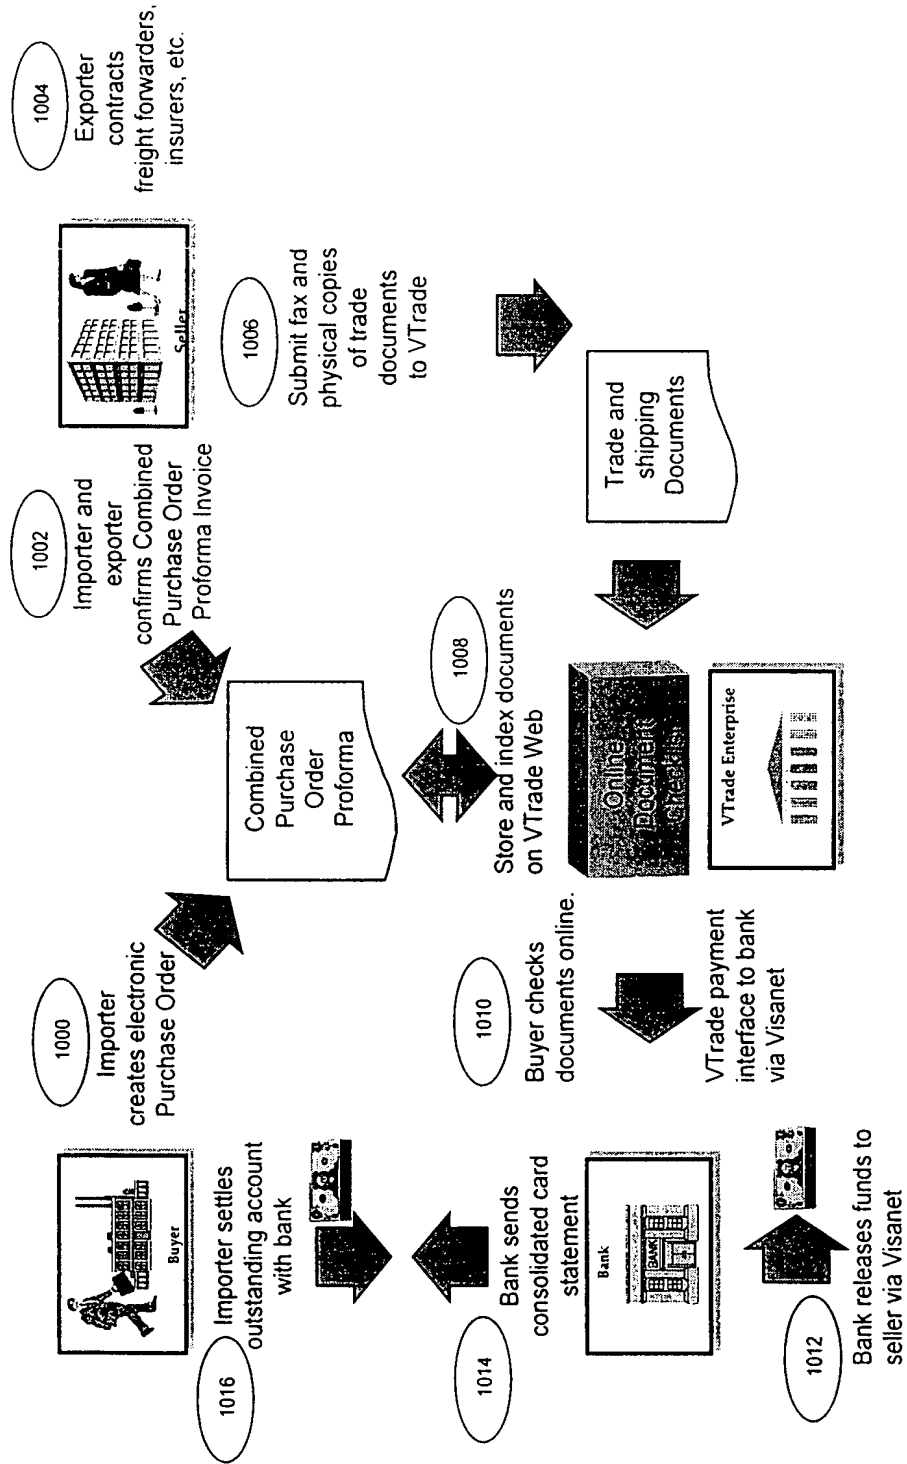 1000
Importer
creates electronic
Purchase Order
Buyer
1002
Importer and
exporter
confirms Combined
Purchase Order
Proforma Invoice
Seller
1004
Exporter
contracts
freight forwarders,
insurers, etc.
1006
Submit fax and
physical copies
of trade
documents
to VTrade
Combined
Purchase
Order
Proforma
1008
Store and index documents
on VTrade Web
Trade and
shipping
Documents
Online
Document
Checklist
VTrade Enterprise
1010
Buyer checks
documents online.
VTrade payment
interface to bank
via Visanet
1012
Bank releases funds to
seller via Visanet
1014
Bank sends
consolidated card
statement
Bank
BANK
1016
Importer settles
outstanding account
with bank